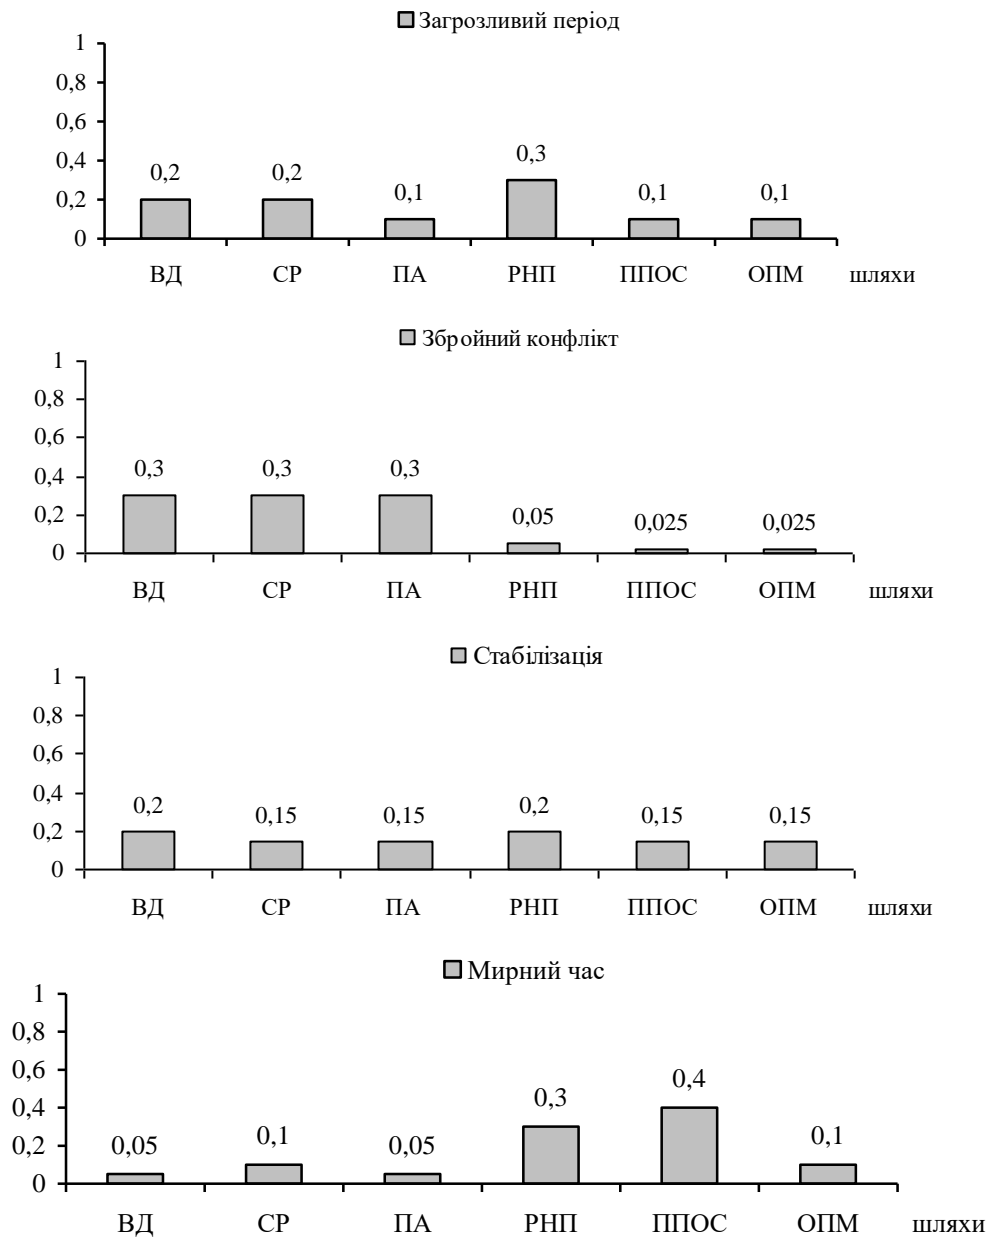 Загрозливий період
1
0,8
0,6
0,4
0,2
0
0,2 0,2 0,1 0,3 0,1 0,1
ВД СР ПА РНП ППОС ОПМ шляхи
Збройний конфлікт
1
0,8
0,6
0,4
0,2
0
0,3 0,3 0,3 0,05 0,025 0,025
ВД СР ПА РНП ППОС ОПМ шляхи
Стабілізація
1
0,8
0,6
0,4
0,2
0
0,2 0,15 0,15 0,2 0,15 0,15
ВД СР ПА РНП ППОС ОПМ шляхи
Мирний час
1
0,8
0,6
0,4
0,2
0
0,05 0,1 0,05 0,3 0,4 0,1
ВД СР ПА РНП ППОС ОПМ шляхи